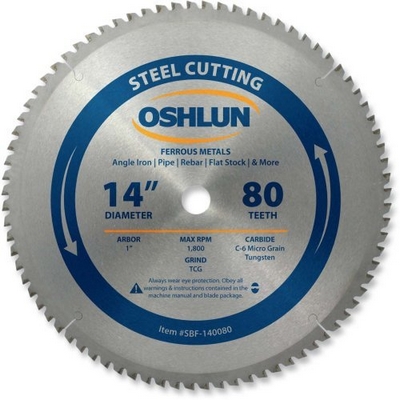 STEEL CUTTING
OSHLUN
FERROUS METALS
Angle Iron | Pipe | Rebar | Flat Stock | & More
14" 80
DIAMETER TEETH
ARBOR MAX RPM CARBIDE
1" 1,800 C-6 Micro Grain
GRIND Tungsten
TCG
Always wear eye protection. Obey all
warnings & instructions contained in the
machine manual and blade package.
Item #SBF-140080